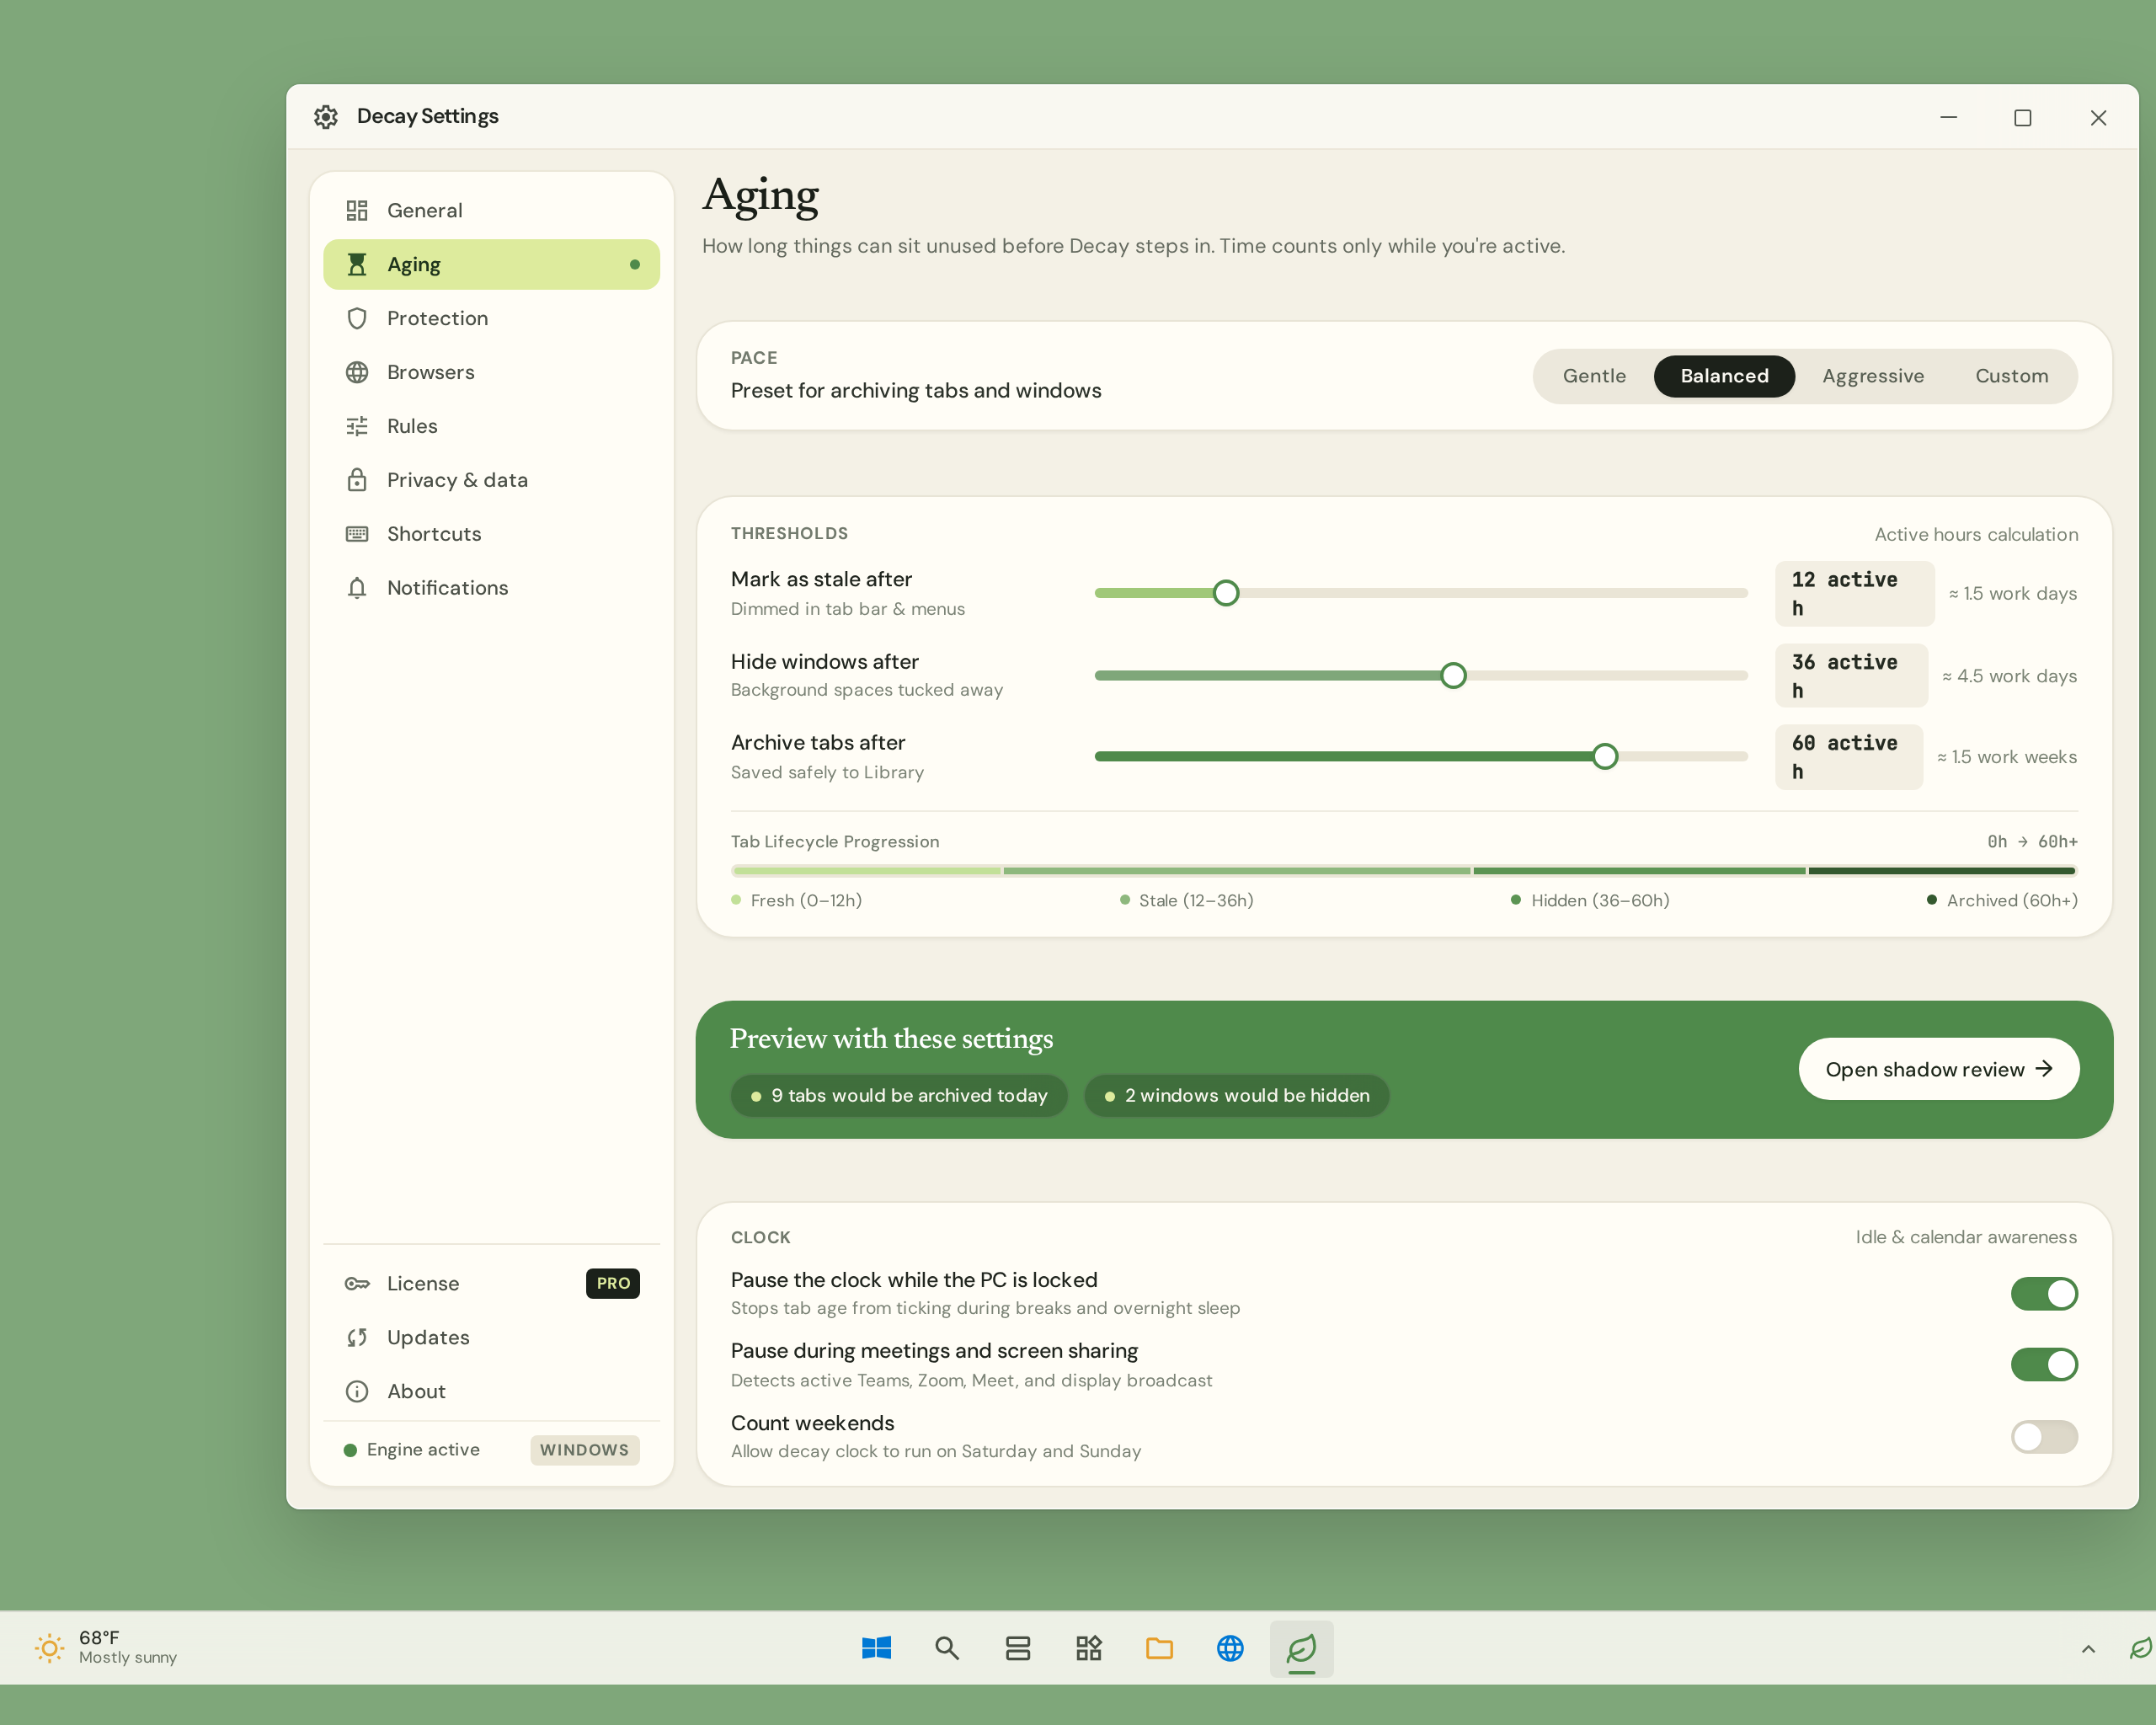 Decay Settings
General
Aging
Protection
Browsers
Rules
Privacy & data
Shortcuts
Notifications
License PRO
Updates
About
Engine active WINDOWS
Aging
How long things can sit unused before Decay steps in. Time counts only while you're active.
PACE
Preset for archiving tabs and windows
Gentle Balanced Aggressive Custom
THRESHOLDS Active hours calculation
Mark as stale after
Dimmed in tab bar & menus
12 active
h
≈ 1.5 work days
Hide windows after
Background spaces tucked away
36 active
h
≈ 4.5 work days
Archive tabs after
Saved safely to Library
60 active
h
≈ 1.5 work weeks
Tab Lifecycle Progression 0h → 60h+
Fresh (0–12h) Stale (12–36h) Hidden (36–60h) Archived (60h+)
Preview with these settings
9 tabs would be archived today 2 windows would be hidden
Open shadow review →
CLOCK Idle & calendar awareness
Pause the clock while the PC is locked
Stops tab age from ticking during breaks and overnight sleep
Pause during meetings and screen sharing
Detects active Teams, Zoom, Meet, and display broadcast
Count weekends
Allow decay clock to run on Saturday and Sunday
68°F
Mostly sunny